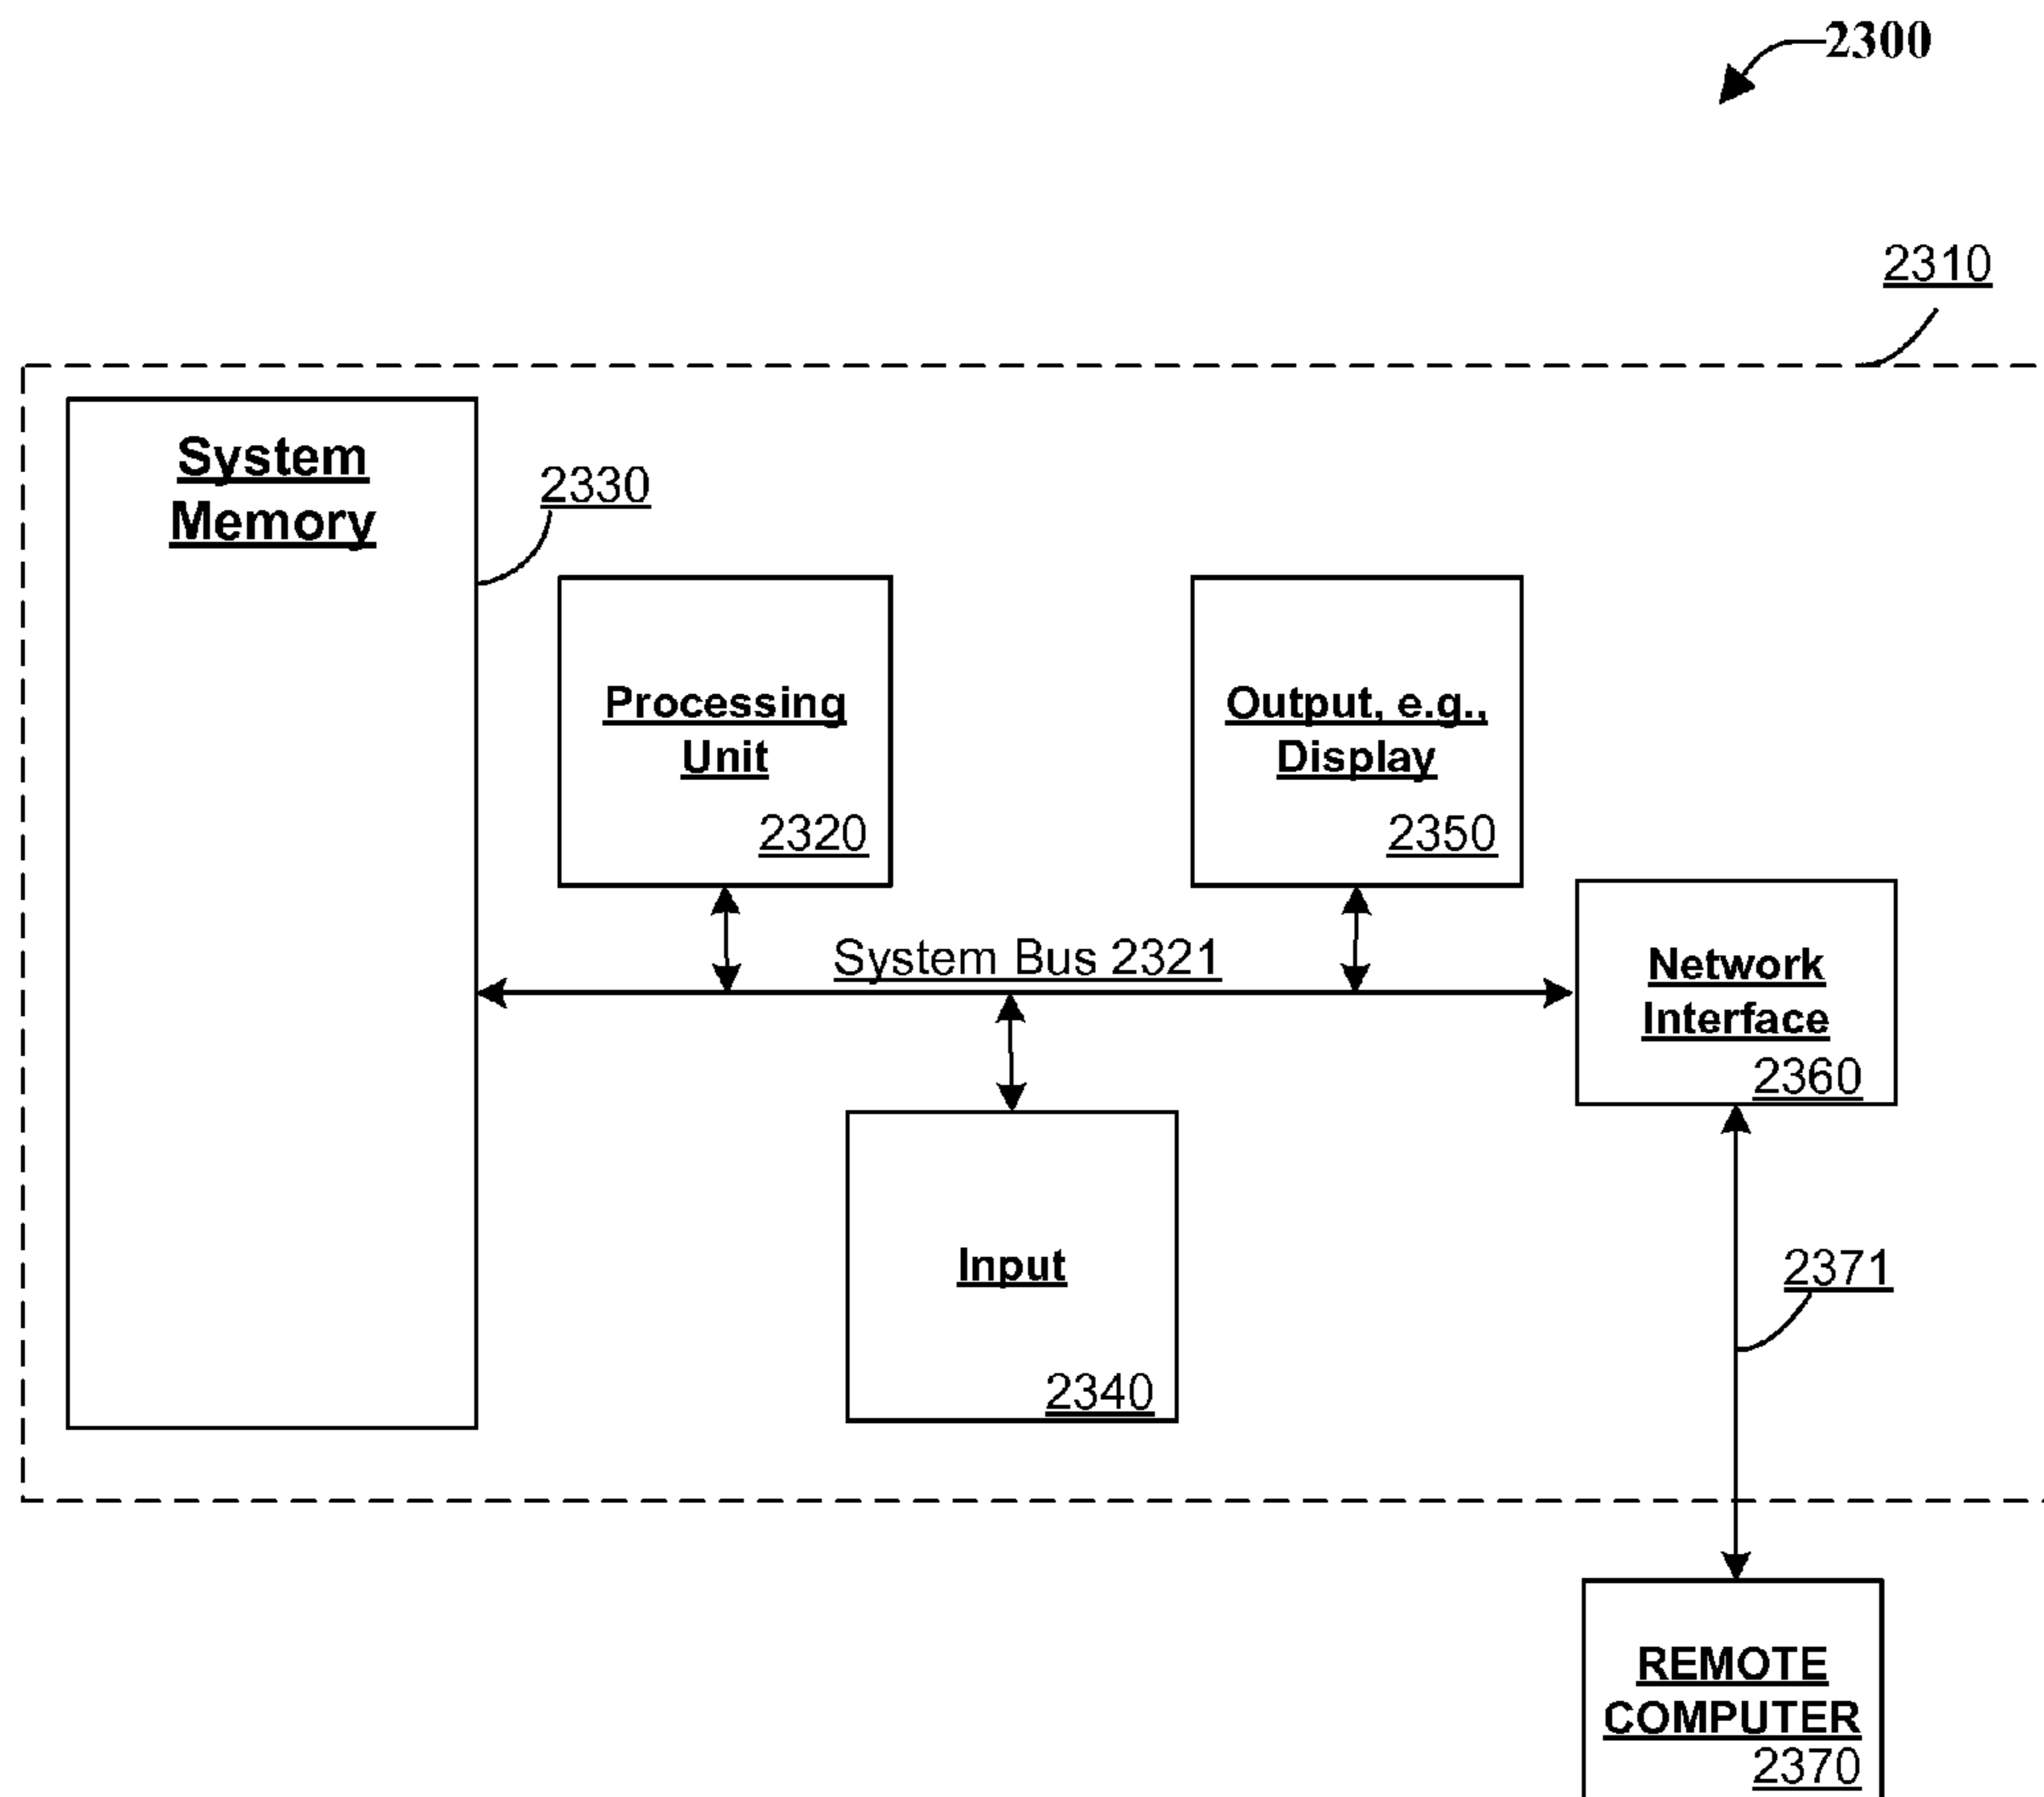 2300
2310
System
Memory
2330
Processing
Unit
2320
Output, e.g.,
Display
2350
System Bus 2321
Network
Interface
2360
Input
2340
2371
REMOTE
COMPUTER
2370